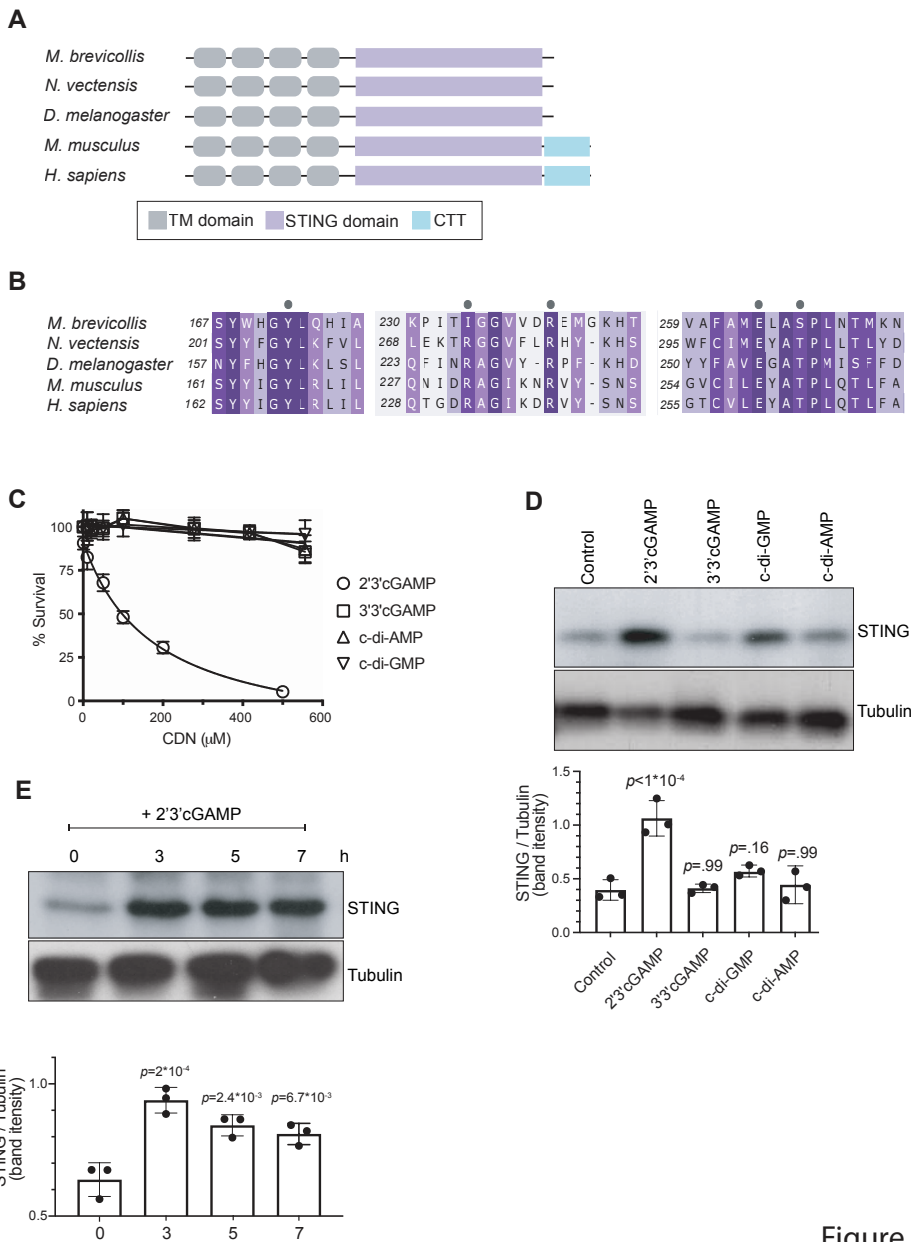 A
M. brevicollis
N. vectensis
D. melanogaster
M. musculus
H. sapiens
TM domain STING domain CTT
B
M. brevicollis 167 S Y W H G Y L Q H I A 230 K P I T I G G V V D R E M G K H T 259 V A F A M E L A S P L N T M K N
N. vectensis 201 S Y Y F G Y L K F V L 268 L E K T R G G V F L R H Y - K H S 295 W F C I M E Y A T P L L T L Y D
D. melanogaster 157 N Y F H G Y L K L S L 223 F I N R A G V Y - R P F - K H D 250 Y Y A V E G A T P M I S F F D
M. musculus 161 S Y Y I G Y L R L I L 227 Q N I D R A G I K N R V Y - S N S 254 G V C I L E Y A T P L Q T L F A
H. sapiens 162 S Y Y I G Y L R L I L 228 Q T G D R A G I K D R V Y - S N S 255 G T C V L E Y A T P L Q T L F A
C
% Survival
100
75
50
25
0
0 200 400 600
CDN (μM)
2'3'cGAMP
3'3'cGAMP
c-di-AMP
c-di-GMP
D
Control
2'3'cGAMP
3'3'cGAMP
c-di-GMP
c-di-AMP
STING
Tubulin
STING / Tubulin
(band itensity)
1.5
1.0
0.5
0.0
p<1*10-4
p=.99
p=.16
p=.99
Control
2'3'cGAMP
3'3'cGAMP
c-di-GMP
c-di-AMP
E
+ 2'3'cGAMP
0 3 5 7 h
STING
Tubulin
STING / Tubulin
(band itensity)
1.0
0.5
p=2*10-4
p=2.4*10-3
p=6.7*10-3
0 3 5 7
Figure